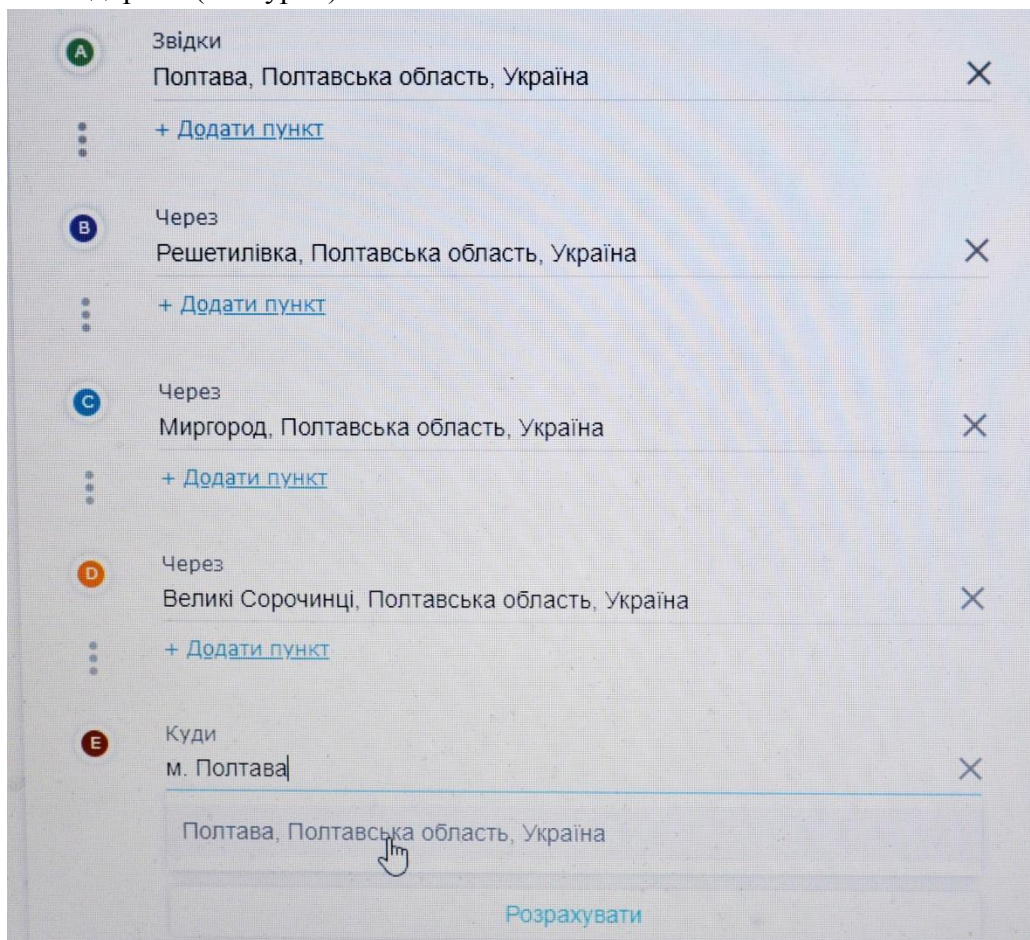 A
Звідки
Полтава, Полтавська область, Україна
+ Додати пункт
B
Через
Решетилівка, Полтавська область, Україна
+ Додати пункт
C
Через
Миргород, Полтавська область, Україна
+ Додати пункт
D
Через
Великі Сорочинці, Полтавська область, Україна
+ Додати пункт
E
Куди
м. Полтава
Полтава, Полтавська область, Україна
Розрахувати